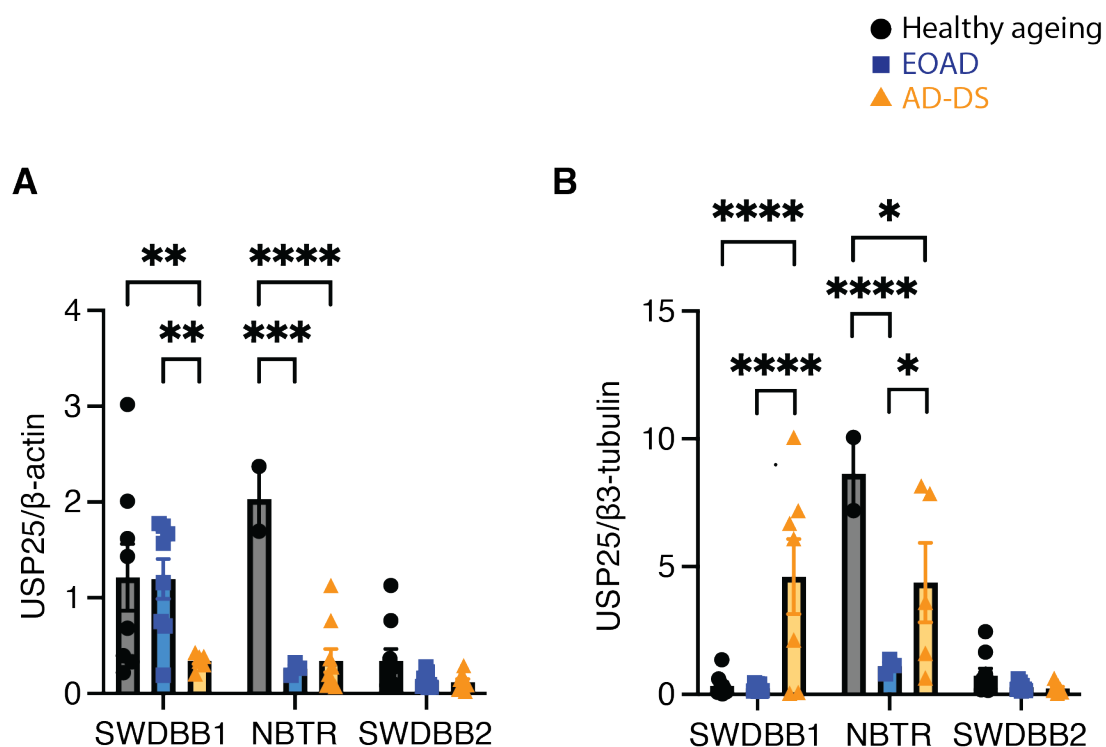 Healthy ageing
EOAD
AD-DS
A
B
**
****
**
***
4
3
2
1
0
USP25/β-actin
SWDBB1 NBTR SWDBB2
****
*
****
****
*
15
10
5
0
USP25/β3-tubulin
SWDBB1 NBTR SWDBB2